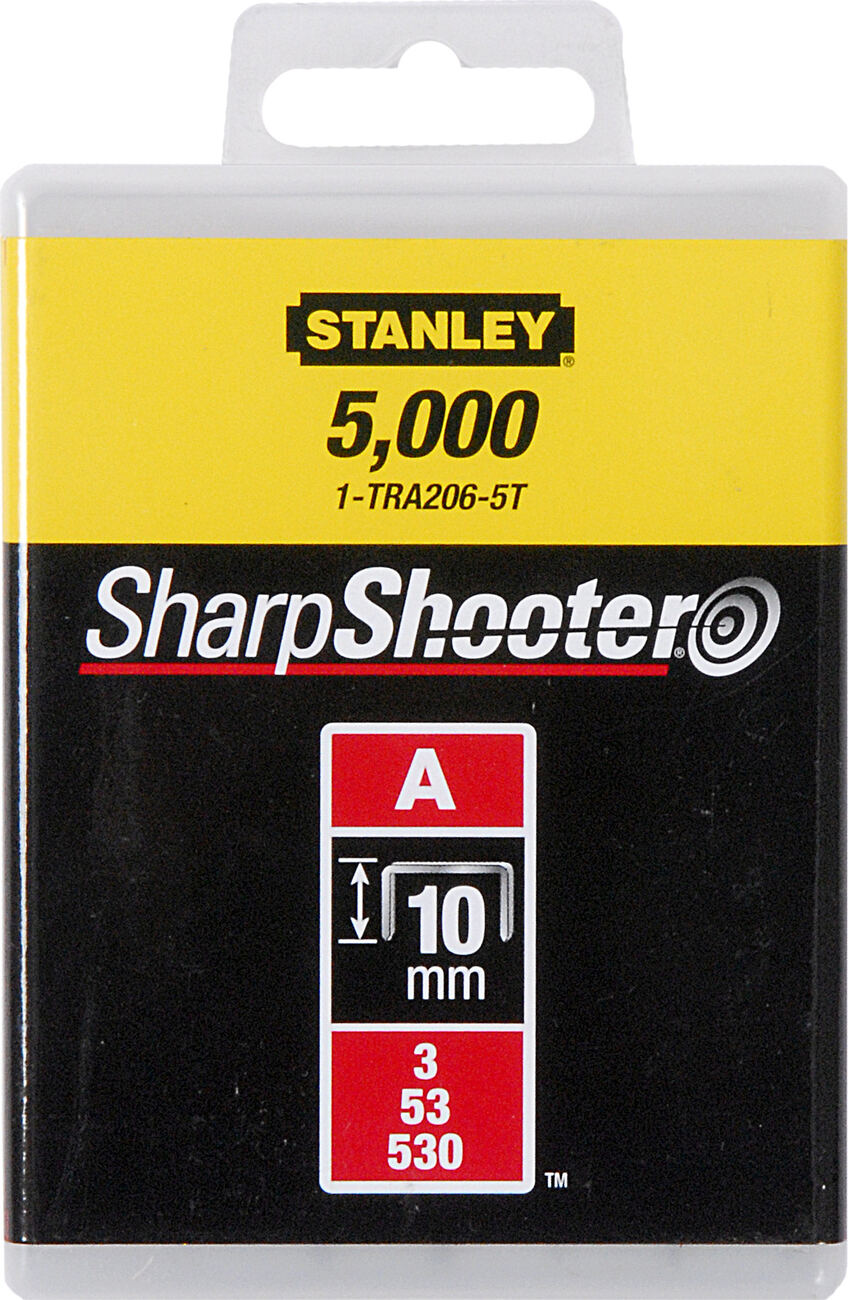 STANLEY®
5,000
1-TRA206-5T
SharpShooter®
A
10
mm
3
53
530
TM